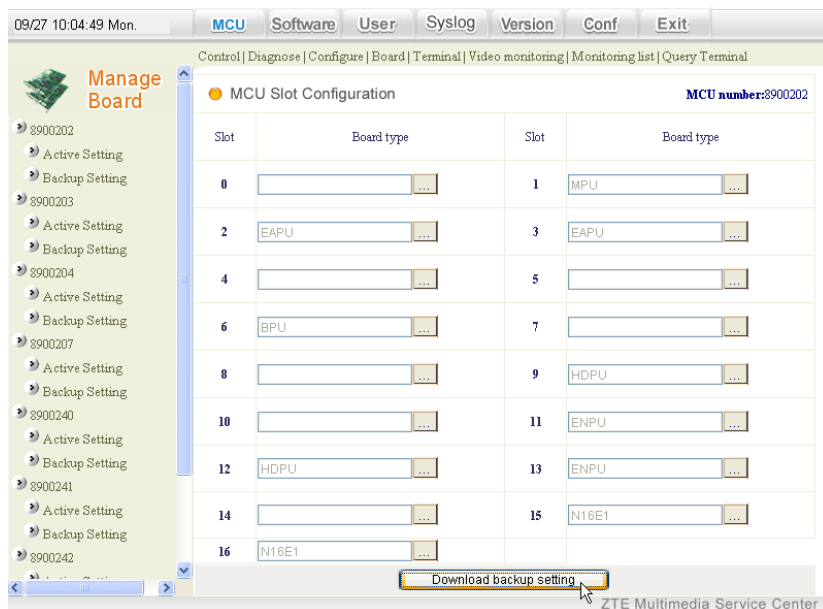 09/27 10:04:49 Mon.
MCU Software User Syslog Version Conf Exit
Control | Diagnose | Configure | Board | Terminal | Video monitoring | Monitoring list | Query Terminal
Manage
Board
8900202
Active Setting
Backup Setting
8900203
Active Setting
Backup Setting
8900204
Active Setting
Backup Setting
8900207
Active Setting
Backup Setting
8900240
Active Setting
Backup Setting
8900241
Active Setting
Backup Setting
8900242
MCU Slot Configuration MCU number:8900202
Slot Board type Slot Board type
0 ... 1 MPU ...
2 EAPU ... 3 EAPU ...
4 ... 5 ...
6 BPU ... 7 ...
8 ... 9 HDPU ...
10 ... 11 ENPU ...
12 HDPU ... 13 ENPU ...
14 ... 15 N16E1 ...
16 N16E1 ...
Download backup setting
ZTE Multimedia Service Center